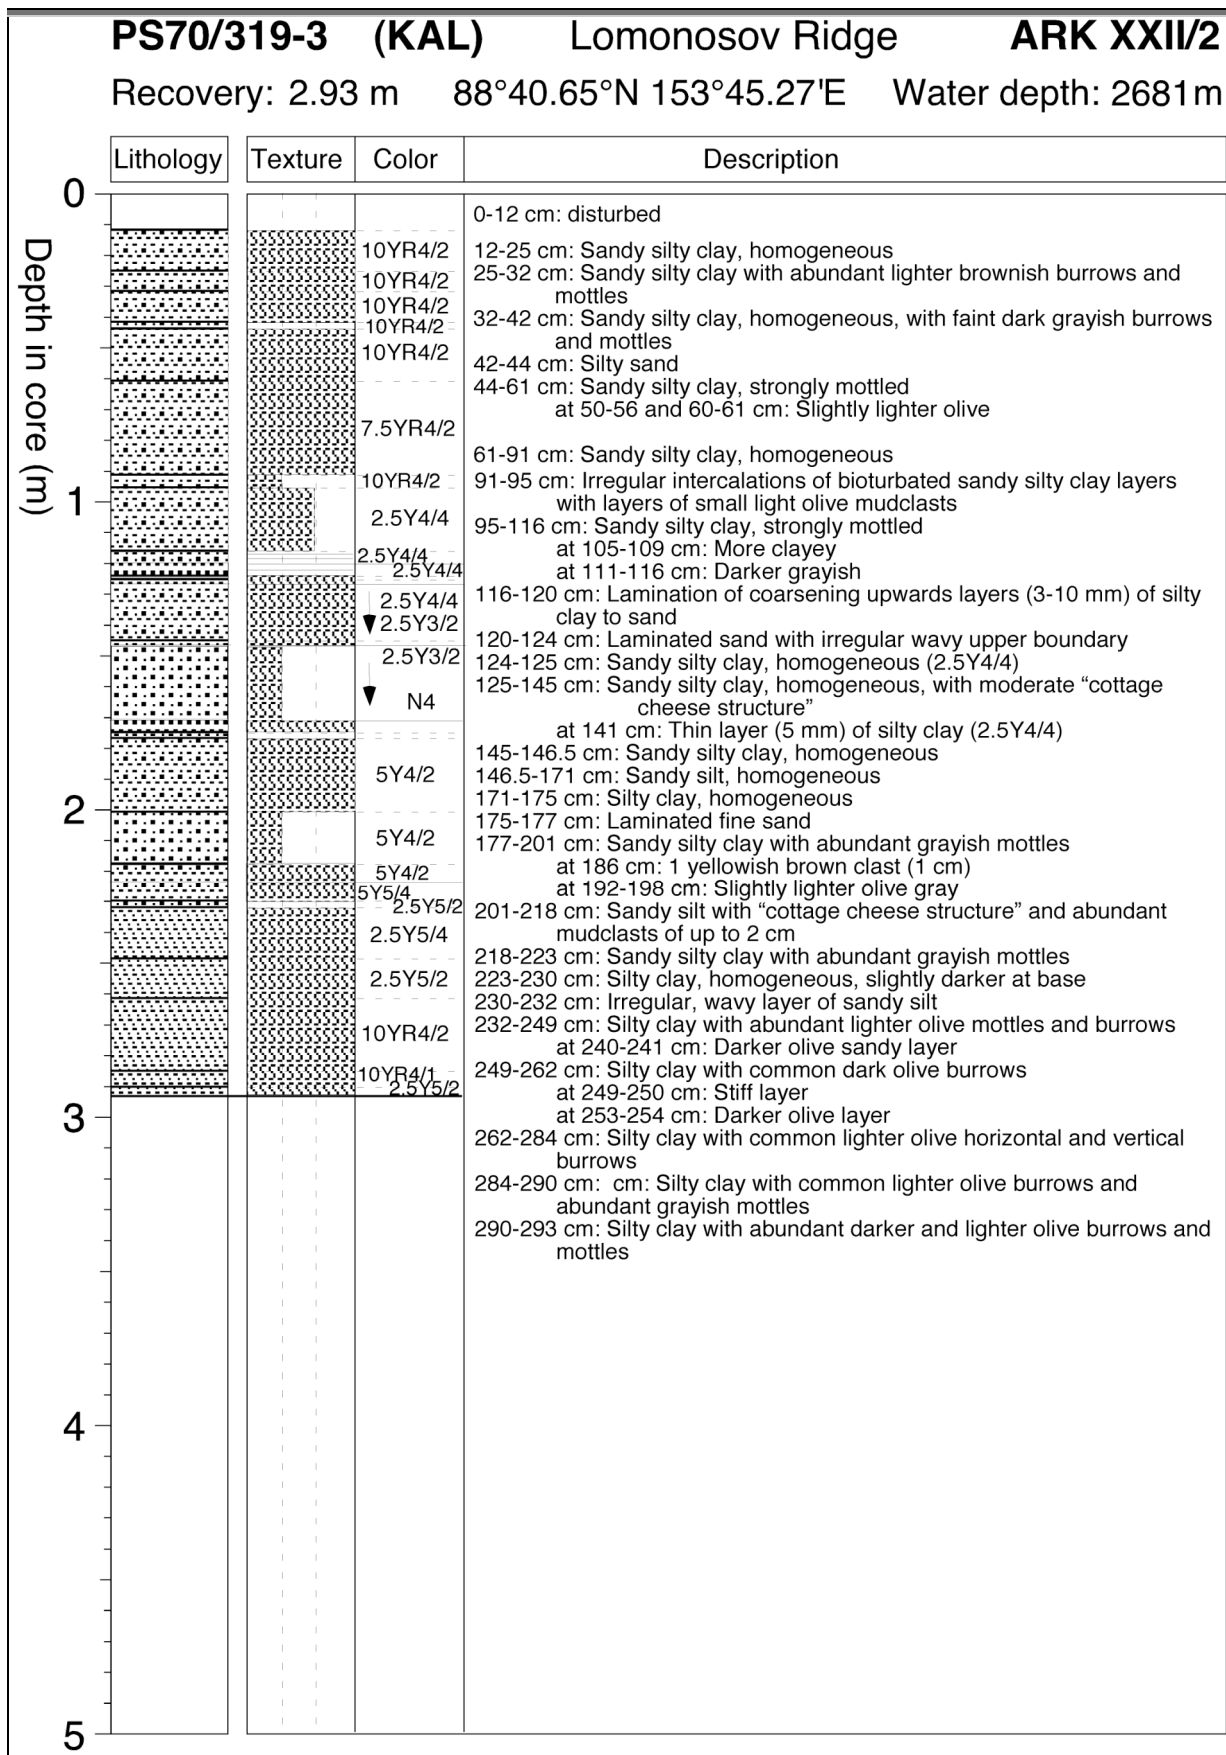 PS70/319-3 (KAL) Lomonosov Ridge ARK XXII/2
Recovery: 2.93 m 88°40.65°N 153°45.27'E Water depth: 2681m
Lithology Texture Color Description
Depth in core (m)
0
1
2
3
4
5
10YR4/2
10YR4/2
10YR4/2
10YR4/2
10YR4/2
7.5YR4/2
10YR4/2
2.5Y4/4
2.5Y4/4
2.5Y4/4
2.5Y4/4
2.5Y3/2
2.5Y3/2
N4
5Y4/2
5Y4/2
5Y4/2
5Y5/4
2.5Y5/2
2.5Y5/4
2.5Y5/2
10YR4/2
10YR4/1
2.5Y5/2
0-12 cm: disturbed
12-25 cm: Sandy silty clay, homogeneous
25-32 cm: Sandy silty clay with abundant lighter brownish burrows and
mottles
32-42 cm: Sandy silty clay, homogeneous, with faint dark grayish burrows
and mottles
42-44 cm: Silty sand
44-61 cm: Sandy silty clay, strongly mottled
at 50-56 and 60-61 cm: Slightly lighter olive
61-91 cm: Sandy silty clay, homogeneous
91-95 cm: Irregular intercalations of bioturbated sandy silty clay layers
with layers of small light olive mudclasts
95-116 cm: Sandy silty clay, strongly mottled
at 105-109 cm: More clayey
at 111-116 cm: Darker grayish
116-120 cm: Lamination of coarsening upwards layers (3-10 mm) of silty
clay to sand
120-124 cm: Laminated sand with irregular wavy upper boundary
124-125 cm: Sandy silty clay, homogeneous (2.5Y4/4)
125-145 cm: Sandy silty clay, homogeneous, with moderate “cottage
cheese structure”
at 141 cm: Thin layer (5 mm) of silty clay (2.5Y4/4)
145-146.5 cm: Sandy silty clay, homogeneous
146.5-171 cm: Sandy silt, homogeneous
171-175 cm: Silty clay, homogeneous
175-177 cm: Laminated fine sand
177-201 cm: Sandy silty clay with abundant grayish mottles
at 186 cm: 1 yellowish brown clast (1 cm)
at 192-198 cm: Slightly lighter olive gray
201-218 cm: Sandy silt with “cottage cheese structure” and abundant
mudclasts of up to 2 cm
218-223 cm: Sandy silty clay with abundant grayish mottles
223-230 cm: Silty clay, homogeneous, slightly darker at base
230-232 cm: Irregular, wavy layer of sandy silt
232-249 cm: Silty clay with abundant lighter olive mottles and burrows
at 240-241 cm: Darker olive sandy layer
249-262 cm: Silty clay with common dark olive burrows
at 249-250 cm: Stiff layer
at 253-254 cm: Darker olive layer
262-284 cm: Silty clay with common lighter olive horizontal and vertical
burrows
284-290 cm: cm: Silty clay with common lighter olive burrows and
abundant grayish mottles
290-293 cm: Silty clay with abundant darker and lighter olive burrows and
mottles